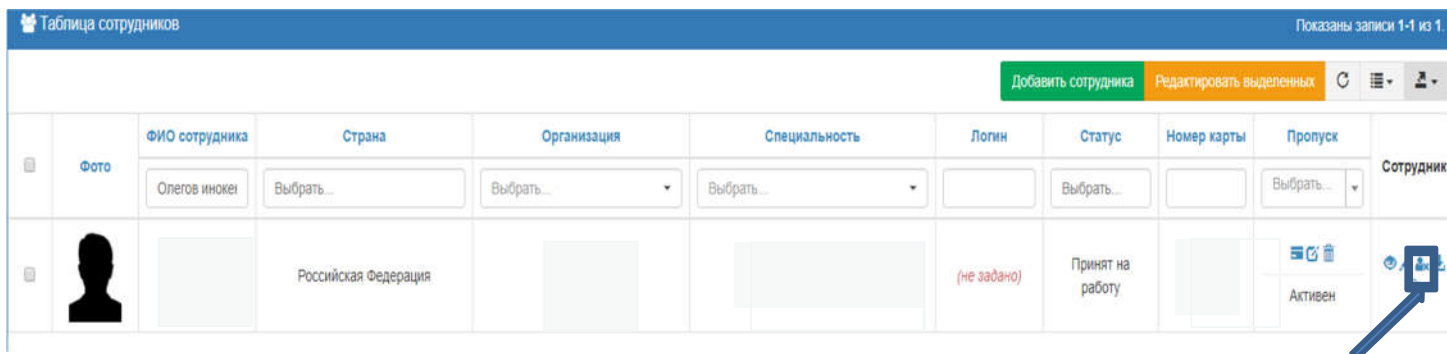 Таблица сотрудников
Показаны записи 1-1 из 1.
Добавить сотрудника
Редактировать выделенных
Фото
ФИО сотрудника
Страна
Организация
Специальность
Логин
Статус
Номер карты
Пропуск
Сотрудник
Олегов инокен
Выбрать...
Выбрать...
Выбрать...
Выбрать...
Выбрать...
Российская Федерация
(не задано)
Принят на
работу
Активен